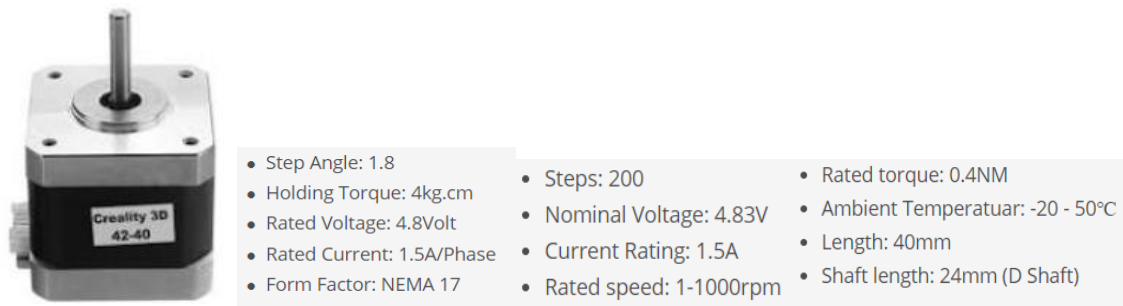 Creality 3D
42-40
• Step Angle: 1.8
• Holding Torque: 4kg.cm
• Rated Voltage: 4.8Volt
• Rated Current: 1.5A/Phase
• Form Factor: NEMA 17
• Steps: 200
• Nominal Voltage: 4.83V
• Current Rating: 1.5A
• Rated speed: 1-1000rpm
• Rated torque: 0.4NM
• Ambient Temperatuar: -20 - 50℃
• Length: 40mm
• Shaft length: 24mm (D Shaft)